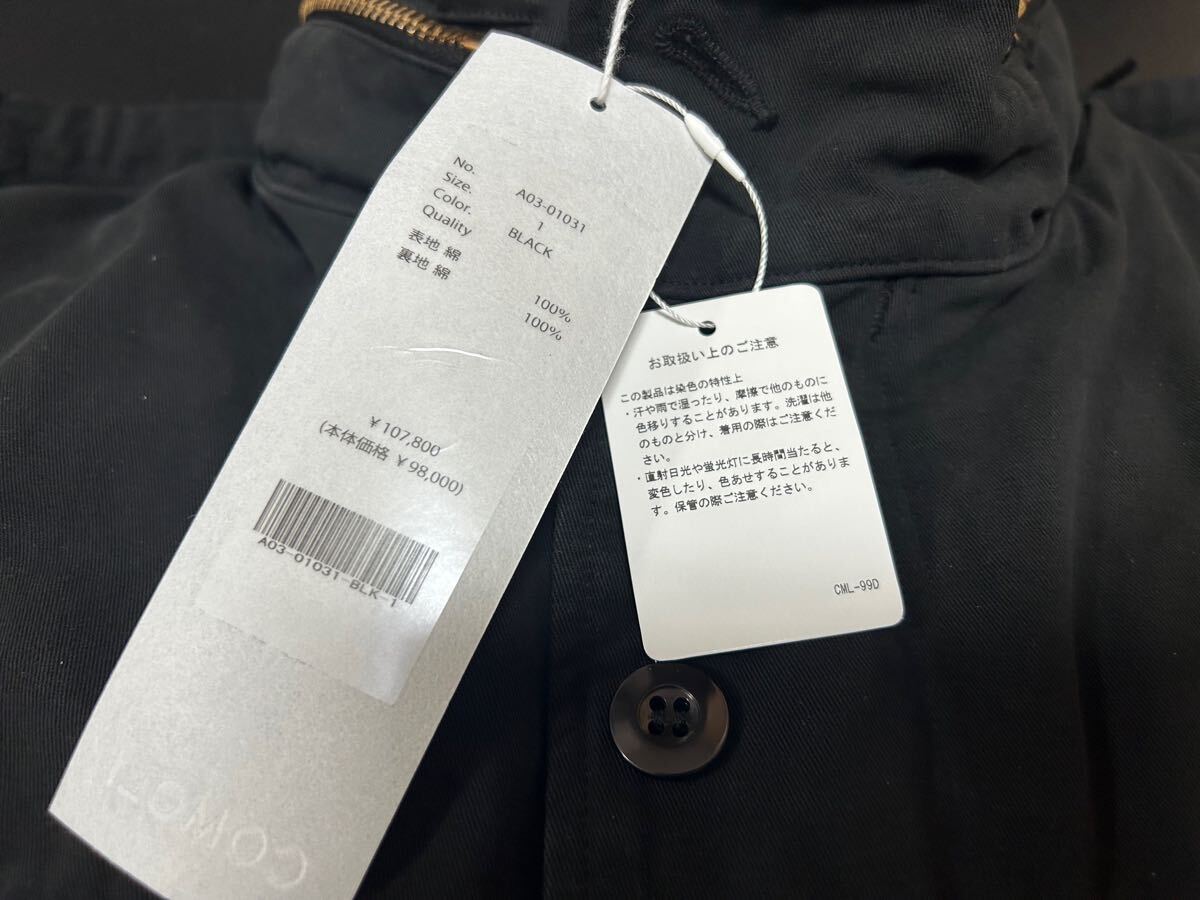 No. A03-01031
Size. 1
Color. BLACK
Quality
表地 綿 100%
裏地 綿 100%
¥107,800
(本体価格 ¥98,000)
A03-01031-BLK-1
お取扱い上のご注意
この製品は染色の特性上
・汗や雨で湿ったり、摩擦で他のものに
色移りすることがあります。洗濯は他
のものと分け、着用の際はご注意くだ
さい。
・直射日光や蛍光灯に長時間当たると、
変色したり、色あせすることがありま
す。保管の際ご注意ください。
CML-99D